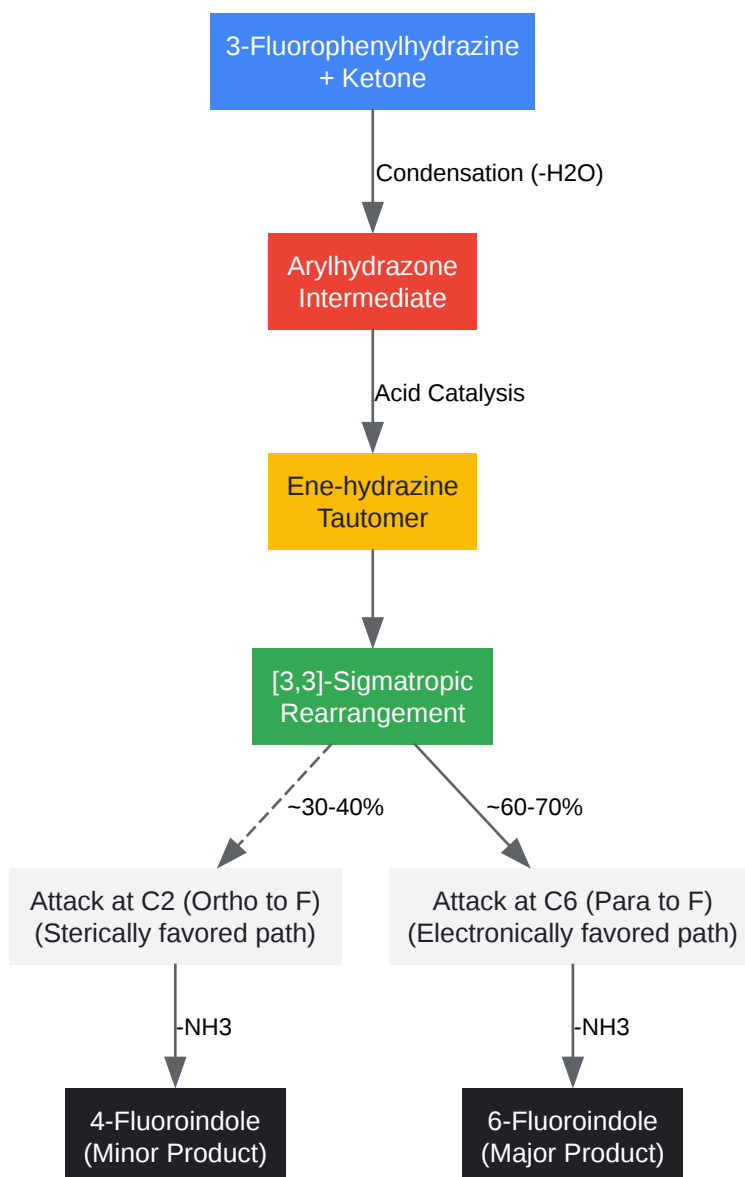 3-Fluorophenylhydrazine
+ Ketone
Condensation (-H2O)
Arylhydrazone
Intermediate
Acid Catalysis
Ene-hydrazine
Tautomer
[3,3]-Sigmatropic
Rearrangement
~30-40%
~60-70%
Attack at C2 (Ortho to F)
(Sterically favored path)
Attack at C6 (Para to F)
(Electronically favored path)
-NH3
-NH3
4-Fluoroindole
(Minor Product)
6-Fluoroindole
(Major Product)